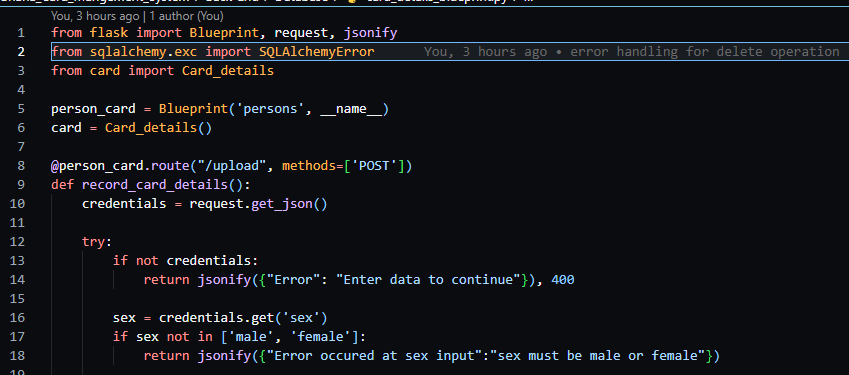 You, 3 hours ago | 1 author (You)
1 from flask import Blueprint, request, jsonify
2 from sqlalchemy.exc import SQLAlchemyError You, 3 hours ago • error handling for delete operation
3 from card import Card_details
4
5 person_card = Blueprint('persons', __name__)
6 card = Card_details()
7
8 @person_card.route("/upload", methods=['POST'])
9 def record_card_details():
10 credentials = request.get_json()
11
12 try:
13 if not credentials:
14 return jsonify({"Error": "Enter data to continue"}), 400
15
16 sex = credentials.get('sex')
17 if sex not in ['male', 'female']:
18 return jsonify({"Error occured at sex input":"sex must be male or female"})